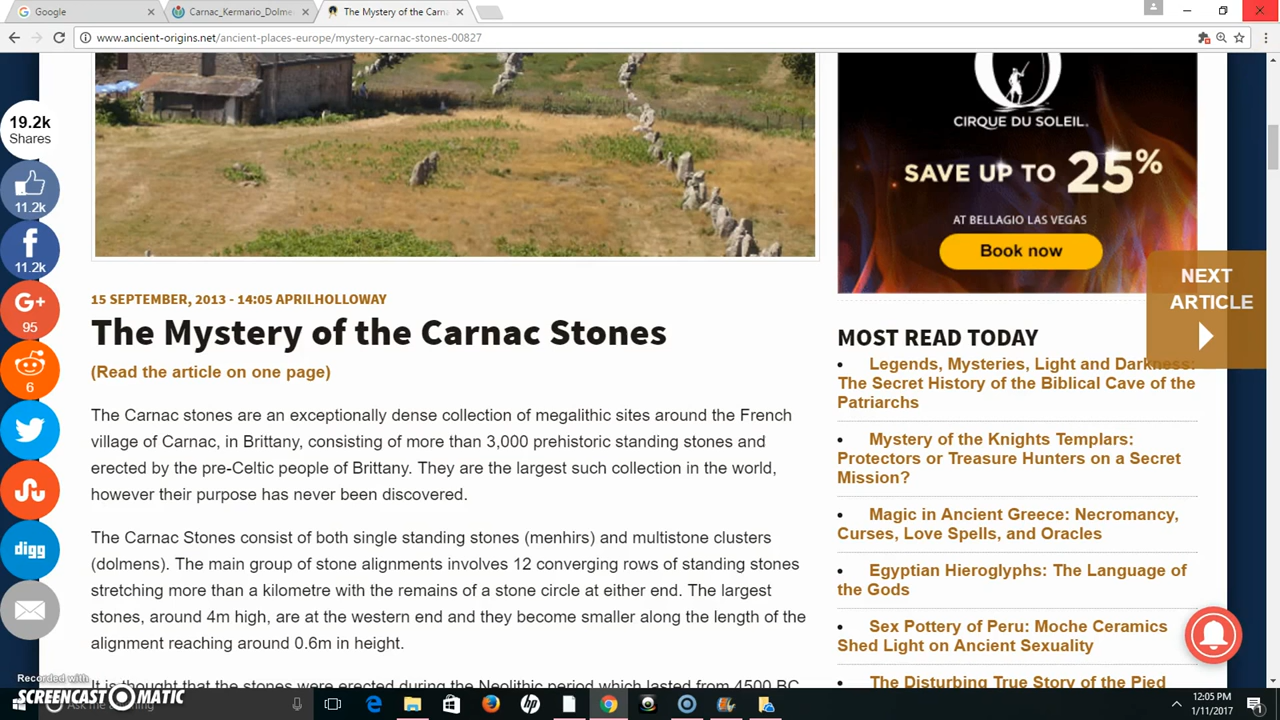 Google
Carnac_Kermario_Dolme
The Mystery of the Carna
www.ancient-origins.net/ancient-places-europe/mystery-carnac-stones-00827
19.2k
Shares
11.2k
f
11.2k
G+
95
6
digg
CIRQUE DU SOLEIL.
SAVE UP TO 25%
AT BELLAGIO LAS VEGAS
Book now
NEXT
ARTICLE
15 SEPTEMBER, 2013 - 14:05 APRILHOLLOWAY
The Mystery of the Carnac Stones
(Read the article on one page)
The Carnac stones are an exceptionally dense collection of megalithic sites around the French
village of Carnac, in Brittany, consisting of more than 3,000 prehistoric standing stones and
erected by the pre-Celtic people of Brittany. They are the largest such collection in the world,
however their purpose has never been discovered.
The Carnac Stones consist of both single standing stones (menhirs) and multistone clusters
(dolmens). The main group of stone alignments involves 12 converging rows of standing stones
stretching more than a kilometre with the remains of a stone circle at either end. The largest
stones, around 4m high, are at the western end and they become smaller along the length of the
alignment reaching around 0.6m in height.
It is thought that the stones were erected during the Neolithic period which lasted from 4500 BC
MOST READ TODAY
Legends, Mysteries, Light and Darkness:
The Secret History of the Biblical Cave of the
Patriarchs
Mystery of the Knights Templars:
Protectors or Treasure Hunters on a Secret
Mission?
Magic in Ancient Greece: Necromancy,
Curses, Love Spells, and Oracles
Egyptian Hieroglyphs: The Language of
the Gods
Sex Pottery of Peru: Moche Ceramics
Shed Light on Ancient Sexuality
The Disturbing True Story of the Pied
Recorded with
SCREENCAST MATIC
Ask me anything
hp
12:05 PM
1/11/2017